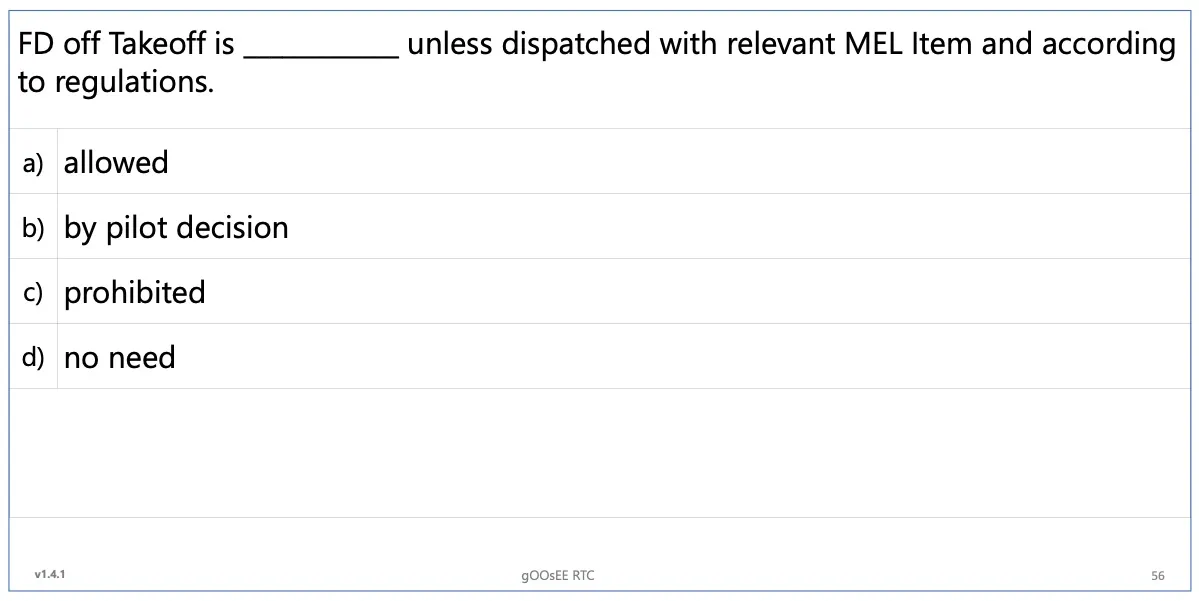 FD off Takeoff is __________ unless dispatched with relevant MEL Item and according
to regulations.
a) allowed
b) by pilot decision
c) prohibited
d) no need
v1.4.1 gOOsEE RTC 56